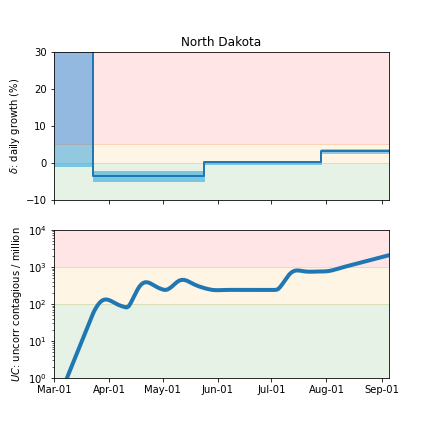 North Dakota
δ: daily growth (%)
30
20
10
0
−10
UC: uncorr contagious / million
10⁴
10³
10²
10¹
10⁰
Mar-01 Apr-01 May-01 Jun-01 Jul-01 Aug-01 Sep-01